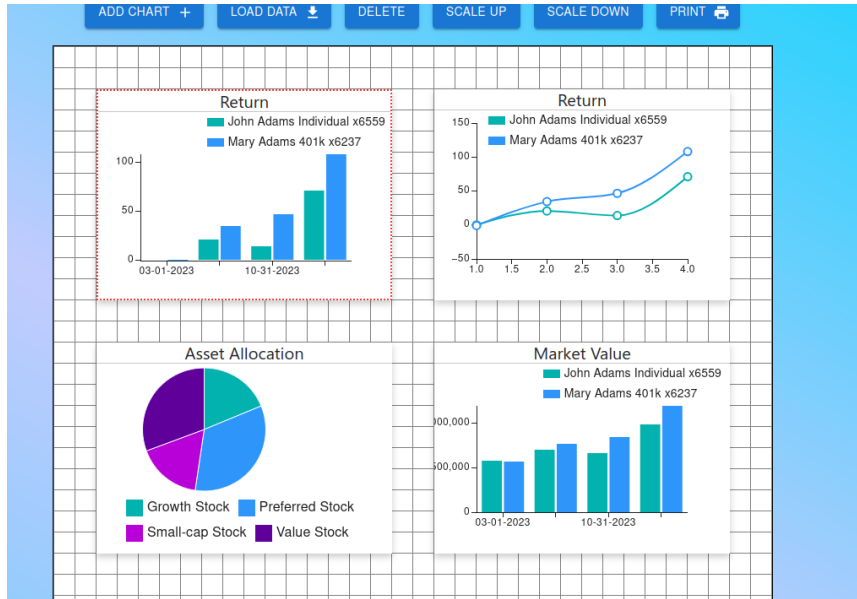 ADD CHART +
LOAD DATA
DELETE
SCALE UP
SCALE DOWN
PRINT
Return
John Adams Individual x6559
Mary Adams 401k x6237
100
50
0
03-01-2023
10-31-2023
Return
John Adams Individual x6559
Mary Adams 401k x6237
150
100
50
0
−50
1.0
1.5
2.0
2.5
3.0
3.5
4.0
Asset Allocation
Growth Stock
Preferred Stock
Small-cap Stock
Value Stock
Market Value
John Adams Individual x6559
Mary Adams 401k x6237
00,000
500,000
0
03-01-2023
10-31-2023